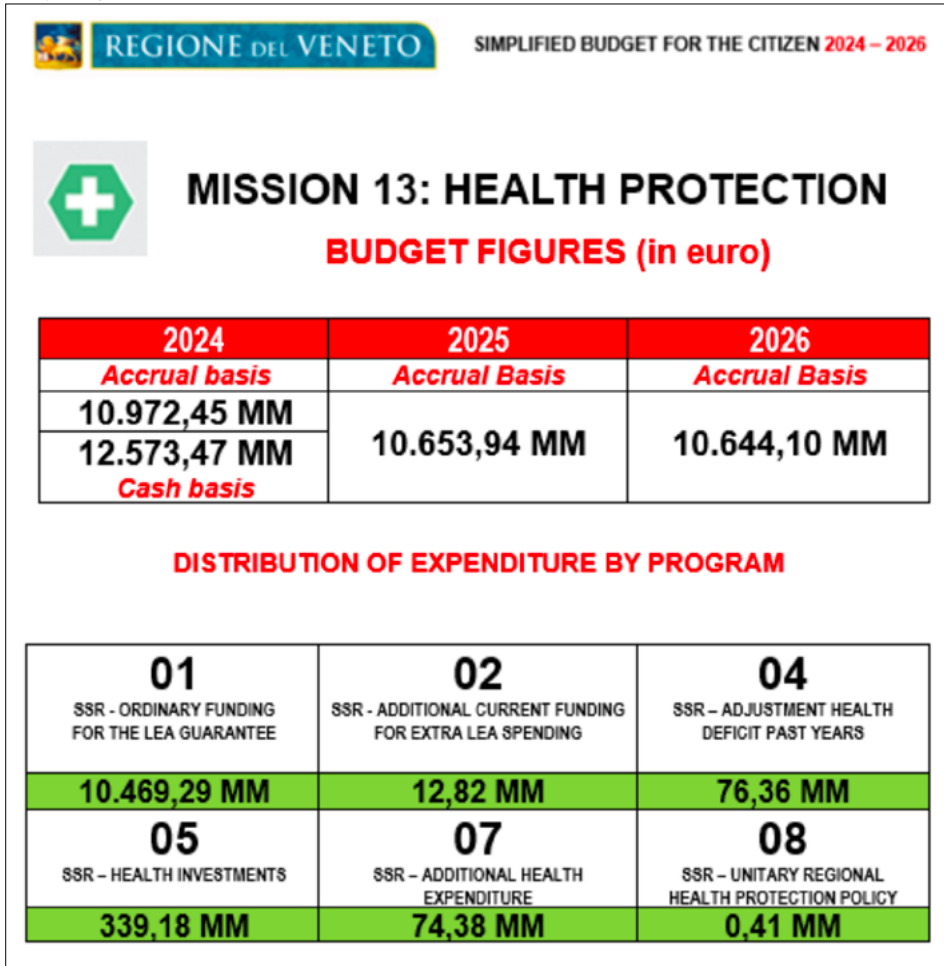 REGIONE DEL VENETO
SIMPLIFIED BUDGET FOR THE CITIZEN 2024 – 2026
MISSION 13: HEALTH PROTECTION
BUDGET FIGURES (in euro)
2024 2025 2026
Accrual basis Accrual Basis Accrual Basis
10.972,45 MM
12.573,47 MM 10.653,94 MM 10.644,10 MM
Cash basis
DISTRIBUTION OF EXPENDITURE BY PROGRAM
01 02 04
SSR - ORDINARY FUNDING SSR - ADDITIONAL CURRENT FUNDING SSR – ADJUSTMENT HEALTH
FOR THE LEA GUARANTEE FOR EXTRA LEA SPENDING DEFICIT PAST YEARS
10.469,29 MM 12,82 MM 76,36 MM
05 07 08
SSR – HEALTH INVESTMENTS SSR – ADDITIONAL HEALTH SSR – UNITARY REGIONAL
EXPENDITURE HEALTH PROTECTION POLICY
339,18 MM 74,38 MM 0,41 MM